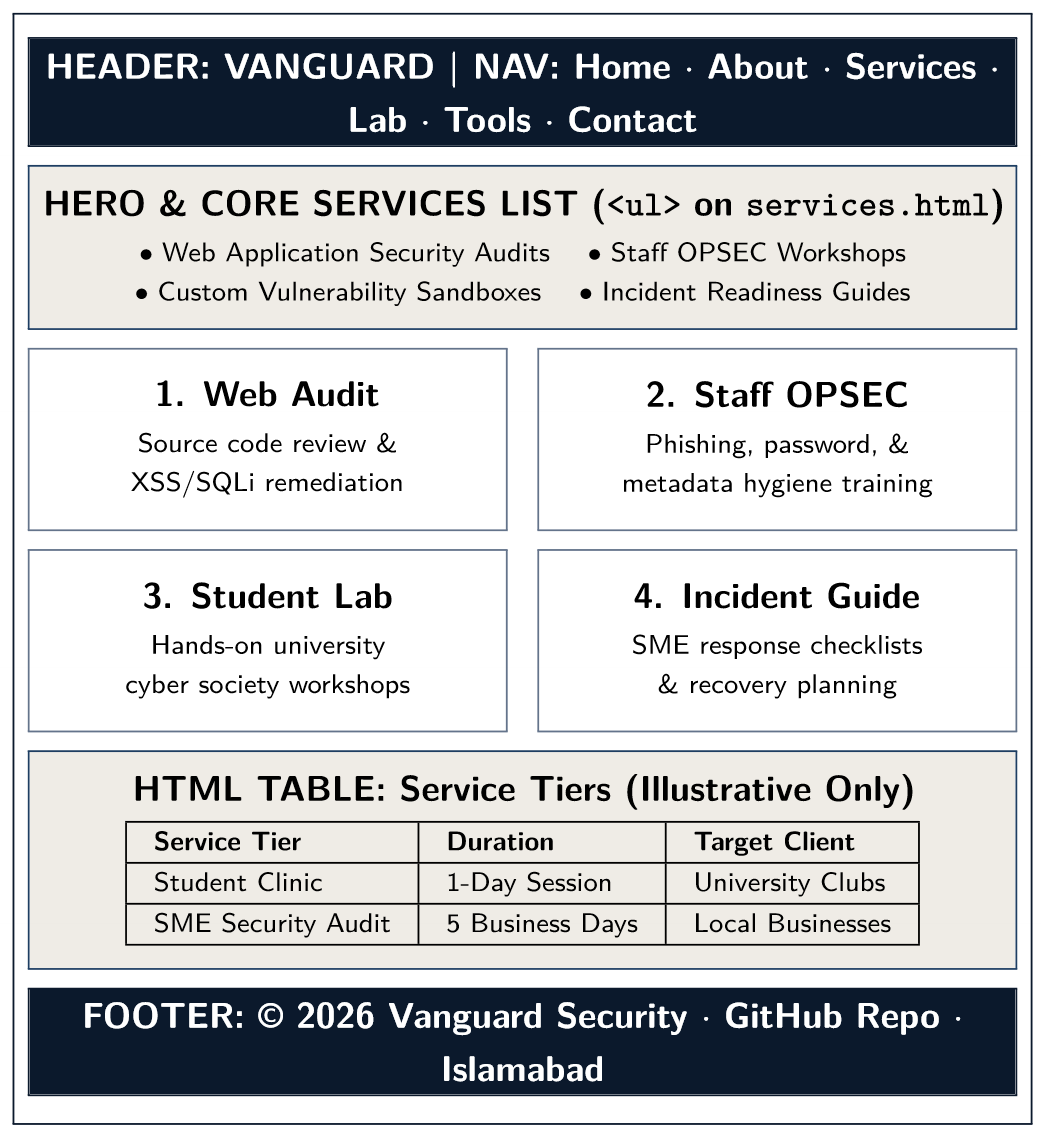 HEADER: VANGUARD | NAV: Home · About · Services ·
Lab · Tools · Contact
HERO & CORE SERVICES LIST (<ul> on services.html)
• Web Application Security Audits • Staff OPSEC Workshops
• Custom Vulnerability Sandboxes • Incident Readiness Guides
1. Web Audit
Source code review &
XSS/SQLi remediation
2. Staff OPSEC
Phishing, password, &
metadata hygiene training
3. Student Lab
Hands-on university
cyber society workshops
4. Incident Guide
SME response checklists
& recovery planning
HTML TABLE: Service Tiers (Illustrative Only)
Service Tier Duration Target Client
Student Clinic 1-Day Session University Clubs
SME Security Audit 5 Business Days Local Businesses
FOOTER: © 2026 Vanguard Security · GitHub Repo ·
Islamabad